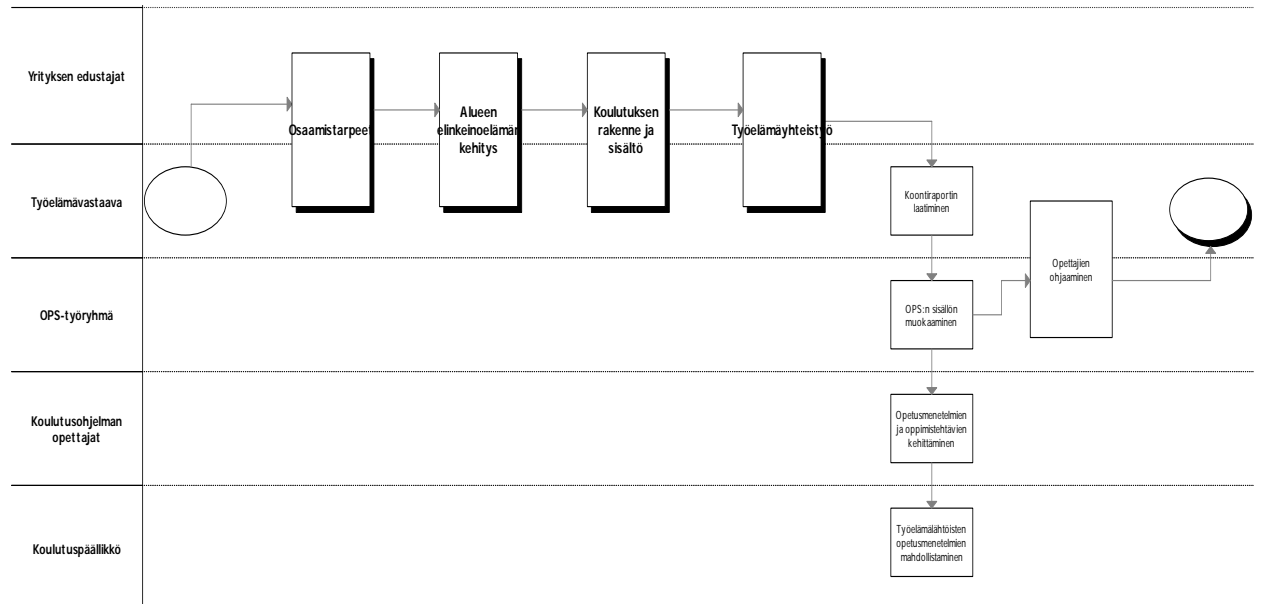 Yrityksen edustajat
Osaamistarpeet
Alueen
elinkeinoelämän
kehitys
Koulutuksen
rakenne ja
sisältö
Työelämäyhteistyö
Työelämävastaava
Koontiraportin
laatiminen
Opettajien
ohjaaminen
OPS-työryhmä
OPS:n sisällön
muokaaminen
Koulutusohjelman
opettajat
Opetusmenetelmien
ja oppimistehtävien
kehittäminen
Koulutuspäällikkö
Työelämälähtöisten
opetusmenetelmien
mahdollistaminen